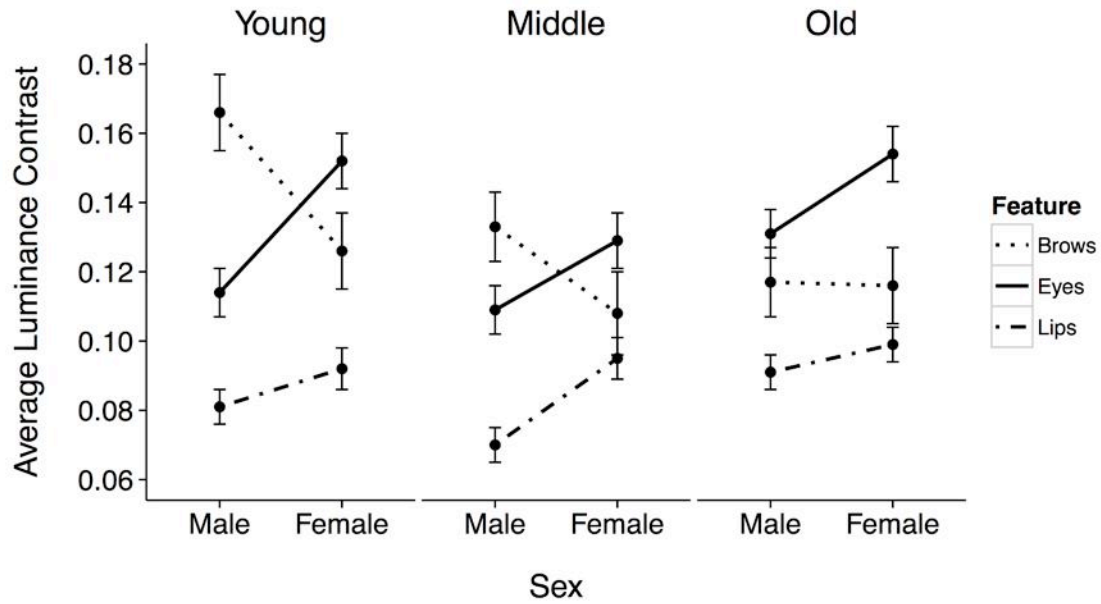 Young Middle Old
Average Luminance Contrast
0.18
0.16
0.14
0.12
0.10
0.08
0.06
Male Female Male Female Male Female
Sex
Feature
Brows
Eyes
Lips